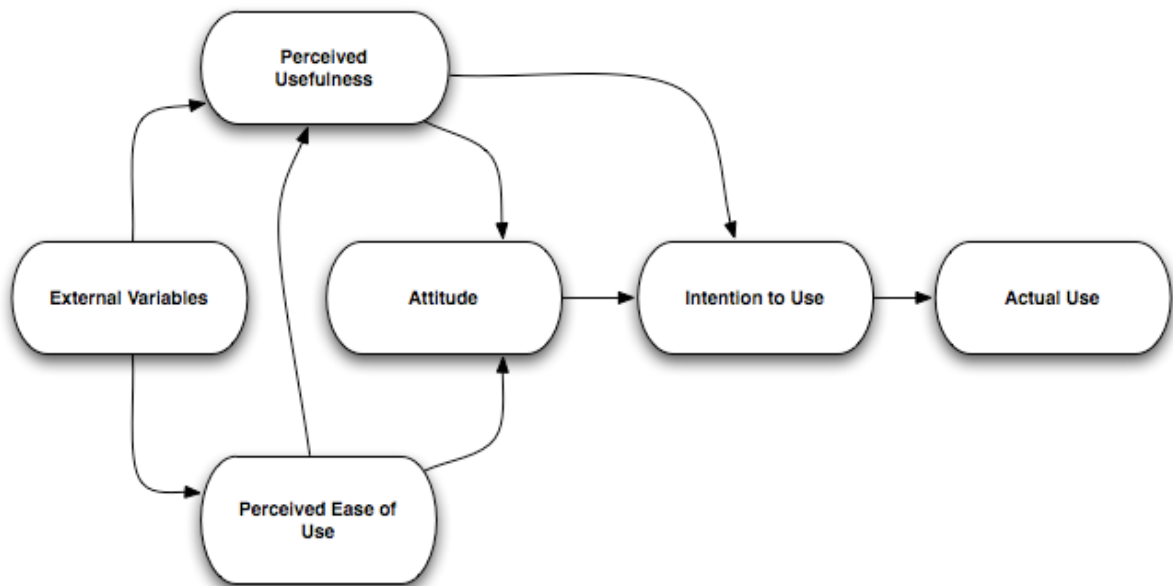 Perceived
Usefulness
External Variables
Attitude
Intention to Use
Actual Use
Perceived Ease of
Use